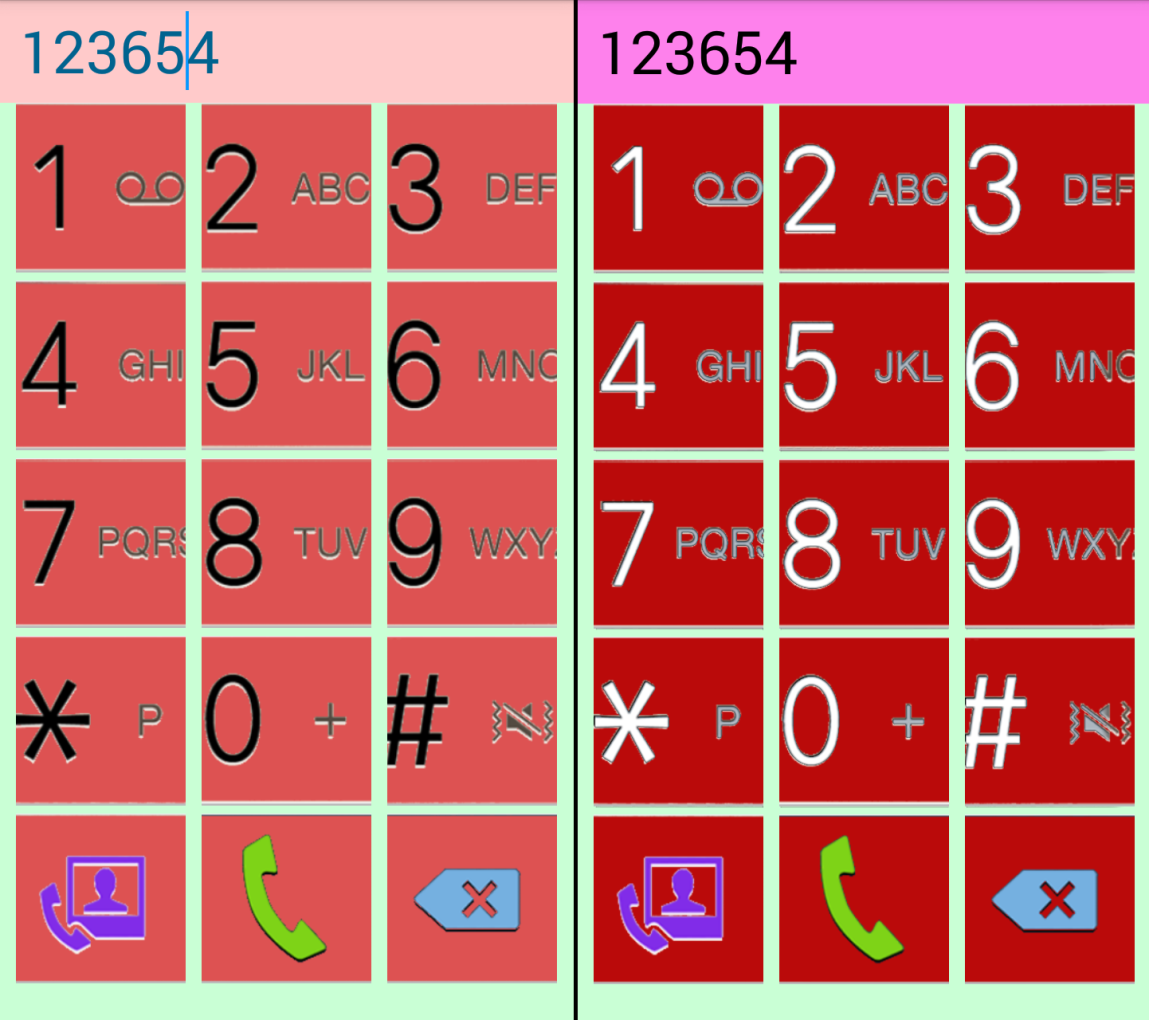 123654
1
2 ABC
3 DEF
4 GHI
5 JKL
6 MNO
7 PQRS
8 TUV
9 WXYZ
* P
0 +
#
123654
1
2 ABC
3 DEF
4 GHI
5 JKL
6 MNO
7 PQRS
8 TUV
9 WXYZ
* P
0 +
#